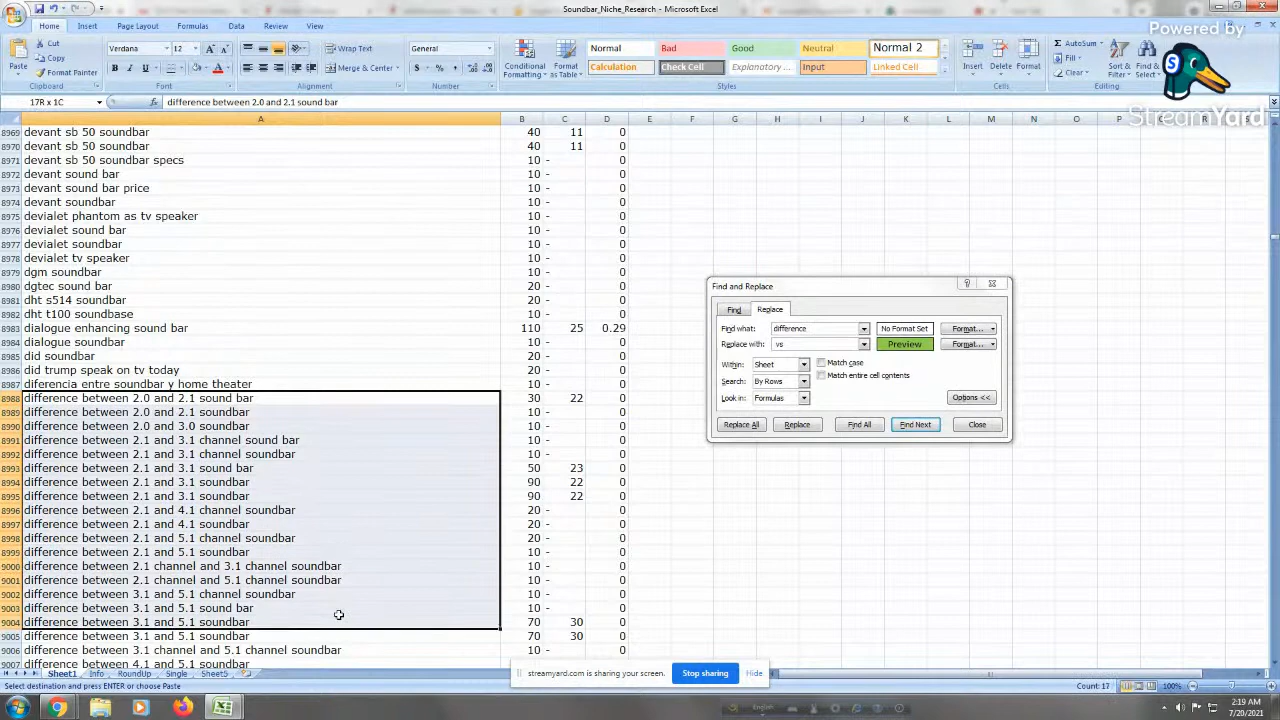 Soundbar_Niche_Research - Microsoft Excel
Home Insert Page Layout Formulas Data Review View
Powered by
StreamYard
Paste
Cut
Copy
Format Painter
Clipboard
Verdana 12
Font
Wrap Text
Merge & Center
Alignment
General
Number
Conditional Formatting
Format as Table
Normal Bad Good Neutral Normal 2
Calculation Check Cell Explanatory ... Input Linked Cell
Styles
Insert Delete Format
Cells
AutoSum
Fill
Clear
Sort & Filter
Find & Select
Editing
17R x 1C difference between 2.0 and 2.1 sound bar
A C D E F G H I J K L M N O P
8969 devant sb 50 soundbar 40 11 0
8970 devant sb 50 soundbar 40 11 0
8971 devant sb 50 soundbar specs 10 - 0
8972 devant sound bar 10 - 0
8973 devant sound bar price 10 - 0
8974 devant soundbar 10 - 0
8975 devialet phantom as tv speaker 10 - 0
8976 devialet sound bar 10 - 0
8977 devialet soundbar 10 - 0
8978 devialet tv speaker 10 - 0
8979 dgm soundbar 10 - 0
8980 dgtec sound bar 20 - 0
8981 dht s514 soundbar 20 - 0
8982 dht t160 soundbase 10 - 0
8983 dialogue enhancing sound bar 110 25 0.29
8984 dialogue soundbar 10 - 0
8985 did soundbar 20 - 0
8986 did trump speak on tv today 20 - 0
8987 diferencia entre soundbar y home theater 10 - 0
8988 difference between 2.0 and 2.1 sound bar 30 22 0
8989 difference between 2.0 and 2.1 soundbar 10 - 0
8990 difference between 2.0 and 3.0 soundbar 10 - 0
8991 difference between 2.1 and 3.1 channel sound bar 10 - 0
8992 difference between 2.1 and 3.1 channel soundbar 10 - 0
8993 difference between 2.1 and 3.1 sound bar 50 23 0
8994 difference between 2.1 and 3.1 soundbar 90 22 0
8995 difference between 2.1 and 3.1 soundbar 90 22 0
8996 difference between 2.1 and 4.1 channel soundbar 20 - 0
8997 difference between 2.1 and 4.1 soundbar 20 - 0
8998 difference between 2.1 and 5.1 channel soundbar 20 - 0
8999 difference between 2.1 and 5.1 soundbar 10 - 0
9000 difference between 2.1 channel and 3.1 channel soundbar 10 - 0
9001 difference between 2.1 channel and 5.1 channel soundbar 10 - 0
9002 difference between 3.1 and 5.1 channel soundbar 10 - 0
9003 difference between 3.1 and 5.1 sound bar 10 - 0
9004 difference between 3.1 and 5.1 soundbar 70 30 0
9005 difference between 3.1 and 5.1 soundbar 70 30 0
9006 difference between 3.1 channel and 5.1 channel soundbar 10 - 0
9007 difference between 4.1 and 5.1 soundbar
Find and Replace
Find Replace
Find what: difference No Format Set Format...
Replace with: vs Preview Format...
Within: Sheet Match case
Search: By Rows Match entire cell contents
Look in: Formulas Options <<
Replace All Replace Find All Find Next Close
Sheet1 Info RoundUp Single Sheet5
streamyard.com is sharing your screen. Stop sharing Hide
Select destination and press ENTER or choose Paste
Count: 17 100%
English
2:19 AM
7/20/2021